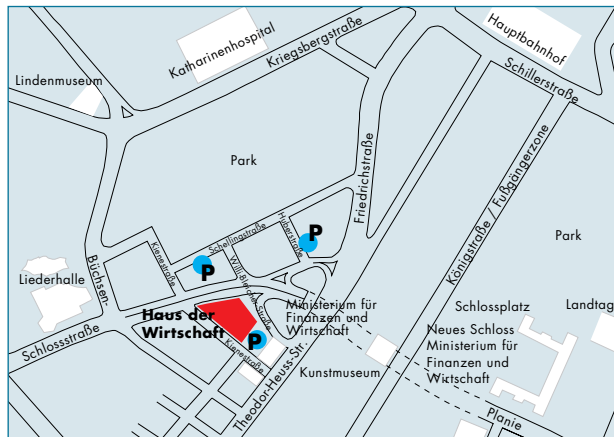 Hauptbahnhof
Katharinenhospital
Kriegsbergstraße
Schillerstraße
Lindenmuseum
Park
Friedrichstraße
Königstraße / Fußgängerzone
Huberstraße
Schellingstraße
P
Kienestraße
P
Willi-Bleicher-Straße
Park
Liederhalle
Büchsen-
Schlossstraße
Haus der
Wirtschaft
P
Kienestraße
Ministerium für
Finanzen und
Wirtschaft
Theodor-Heuss-Str.
Kunstmuseum
Schlossplatz
Landtag
Neues Schloss
Ministerium für
Finanzen und
Wirtschaft
Planie